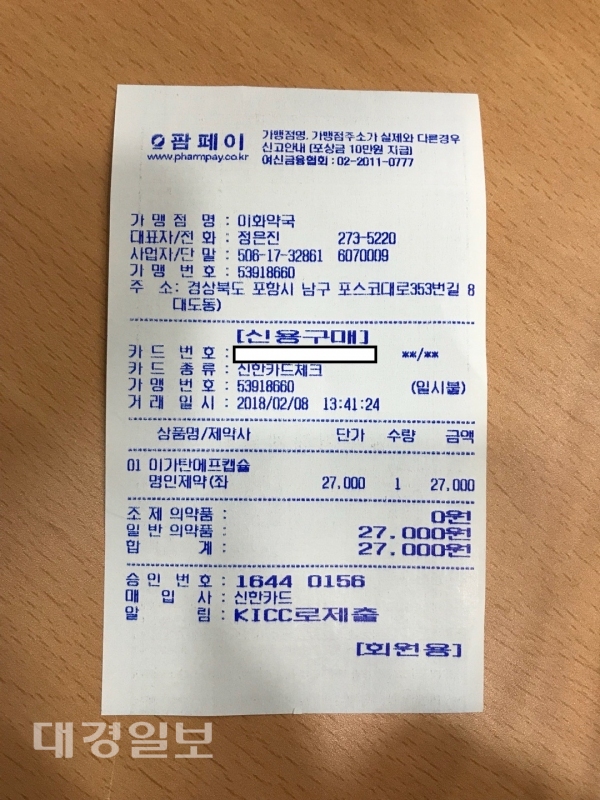 팜페이
www.pharmpay.co.kr
가맹점명, 가맹점주소가 실제와 다른경우
신고안내 (포상금 10만원 지급)
여신금융협회 : 02-2011-0777
가 맹 점 명 : 이화약국
대표자/전 화 : 정은진 273-5220
사업자/단 말 : 506-17-32861 6070009
가 맹 번 호 : 53918660
주 소: 경상북도 포항시 남구 포스코대로353번길 8
대도동)
[신용구매]
카 드 번 호 : **/**
카 드 종 류 : 신한카드체크
가 맹 번 호 : 53918660 (일시불)
거 래 일 시 : 2018/02/08 13:41:24
상품명/제약사 단가 수량 금액
01 이가탄에프캡슐
명인제약(좌 27,000 1 27,000
조 제 의약품 : 0원
일 반 의약품 : 27,000원
합 계 : 27,000원
승 인 번 호 : 1644 0156
매 입 사 : 신한카드
알 림 : KICC로제출
[회원용]
대경일보